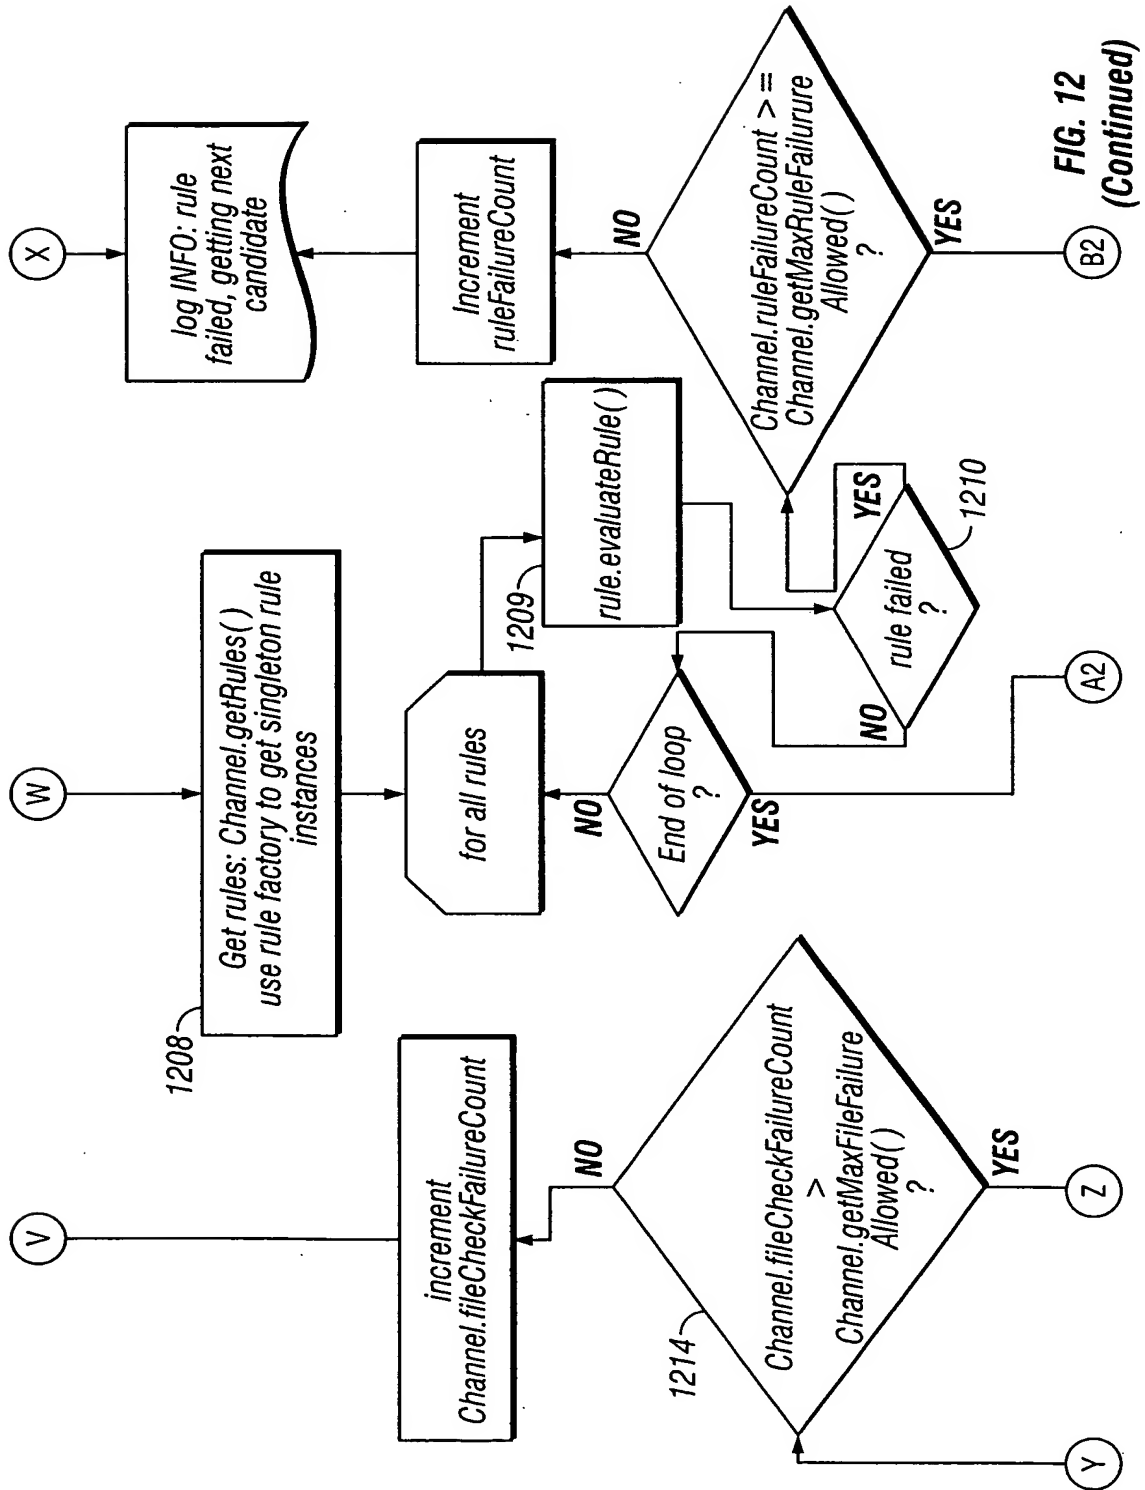 V
W
X
1208
Get rules: Channel.getRules()
use rule factory to get singleton rule
instances
log INFO: rule
failed, getting next
candidate
increment
Channel.fileCheckFailureCount
for all rules
Increment
ruleFailureCount
1209
rule.evaluateRule()
NO
NO
NO
1214
Channel.fileCheckFailureCount
>
Channel.getMaxFileFailure
Allowed()
?
End of loop
?
YES
Channel.ruleFailureCount > =
Channel.getMaxRuleFailurure
Allowed()
?
NO
YES
rule failed
?
1210
YES
YES
Y
Z
A2
B2
FIG. 12
(Continued)